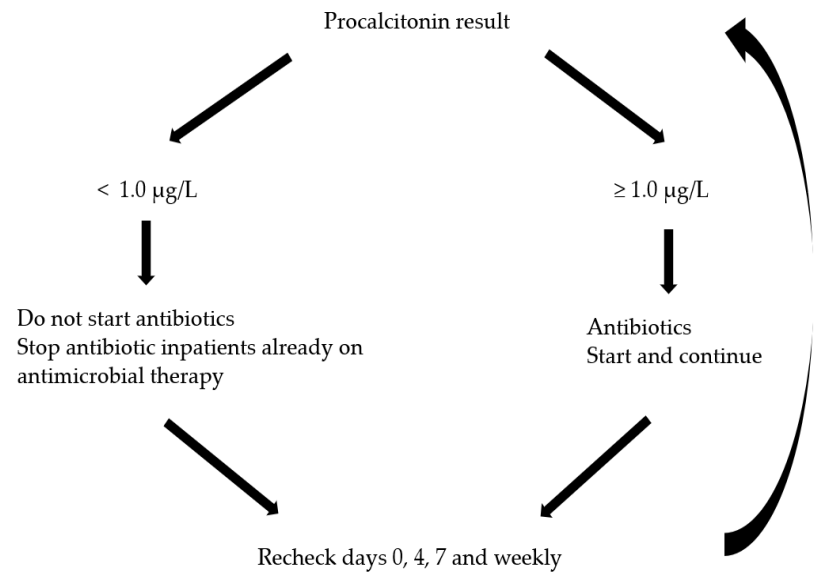 Procalcitonin result
< 1.0 µg/L
≥ 1.0 µg/L
Do not start antibiotics
Stop antibiotic inpatients already on
antimicrobial therapy
Antibiotics
Start and continue
Recheck days 0, 4, 7 and weekly